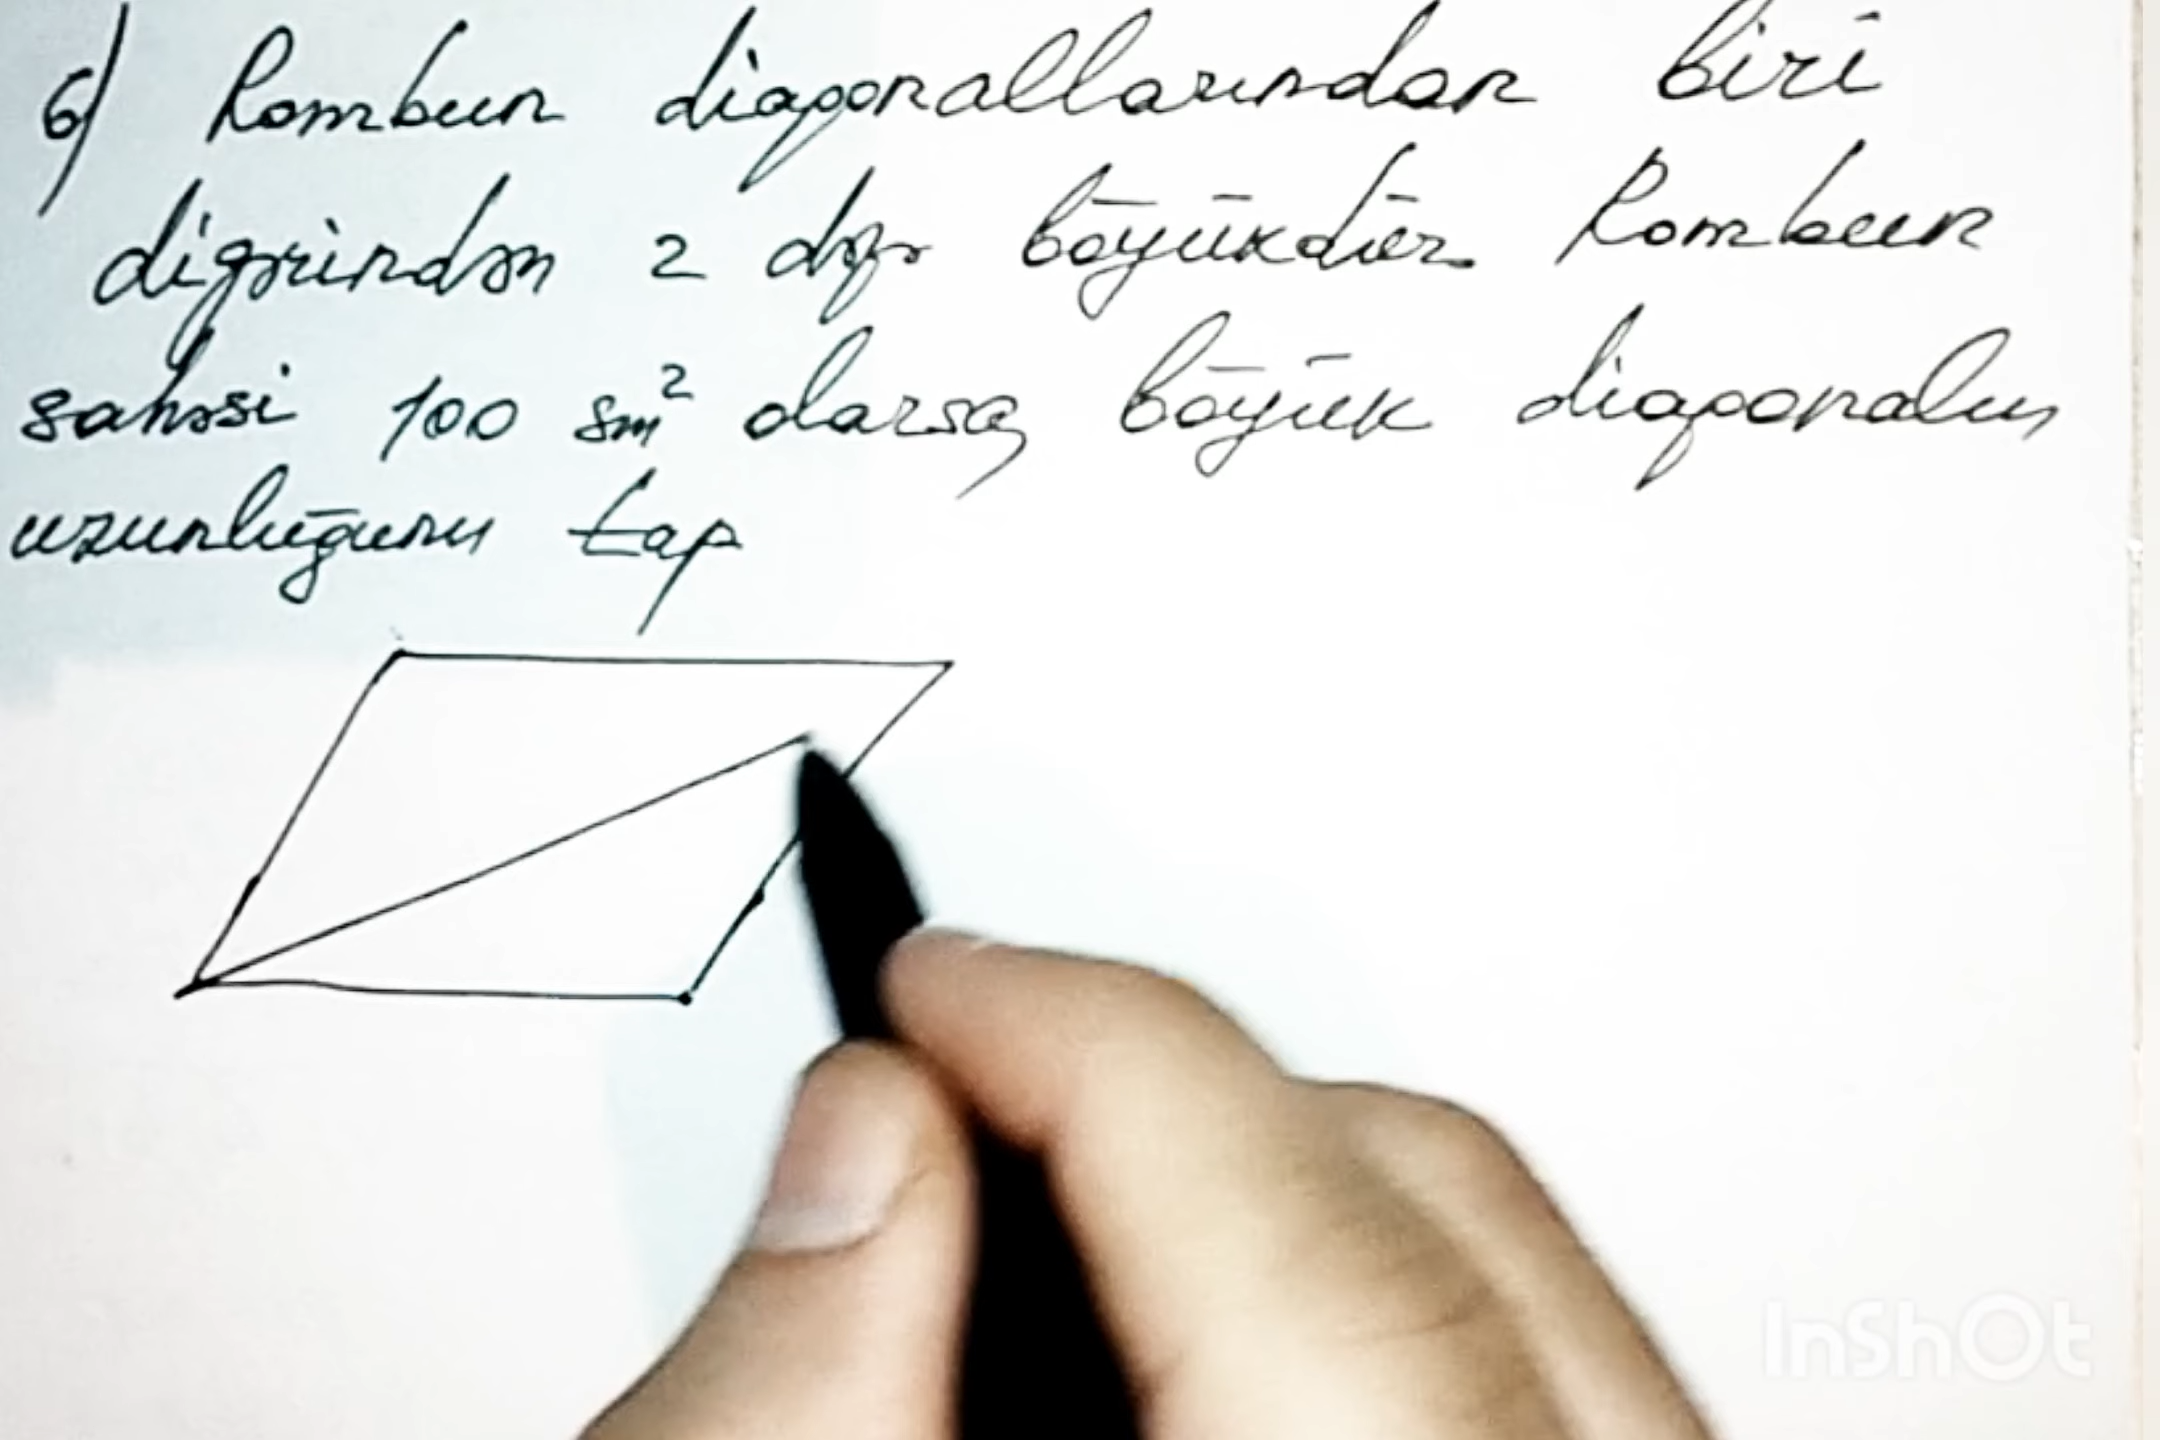 6) Rombun diaqonallarından biri
digərindən 2 dəfə böyükdür Rombun
sahəsi 100 sm² olarsa, böyük diaqonalın
uzunluğunu tap
InShOt